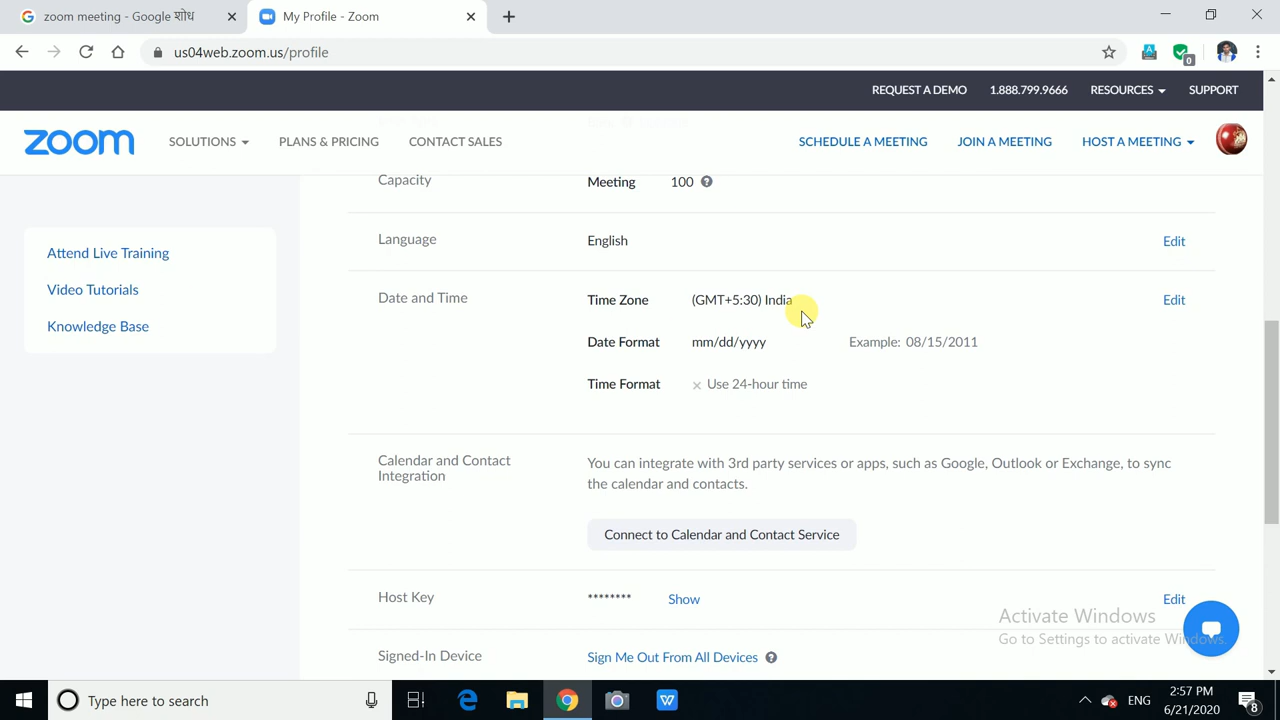 zoom meeting - Google शोध
My Profile - Zoom
us04web.zoom.us/profile
0
REQUEST A DEMO 1.888.799.9666 RESOURCES SUPPORT
zoom SOLUTIONS PLANS & PRICING CONTACT SALES SCHEDULE A MEETING JOIN A MEETING HOST A MEETING
Capacity Meeting 100 ?
Language English Edit
Attend Live Training
Video Tutorials
Knowledge Base
Date and Time Time Zone (GMT+5:30) India Edit
Date Format mm/dd/yyyy Example: 08/15/2011
Time Format × Use 24-hour time
Calendar and Contact
Integration
You can integrate with 3rd party services or apps, such as Google, Outlook or Exchange, to sync
the calendar and contacts.
Connect to Calendar and Contact Service
Host Key ******** Show Edit
Activate Windows
Go to Settings to activate Windows.
Signed-In Device Sign Me Out From All Devices ?
Type here to search
W
ENG
2:57 PM
6/21/2020
8